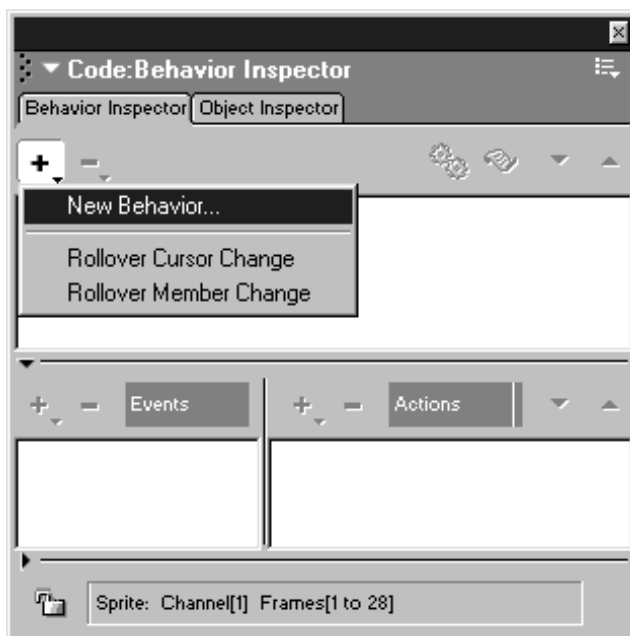 Code:Behavior Inspector
Behavior Inspector Object Inspector
New Behavior...
Rollover Cursor Change
Rollover Member Change
Events Actions
Sprite: Channel[1] Frames[1 to 28]